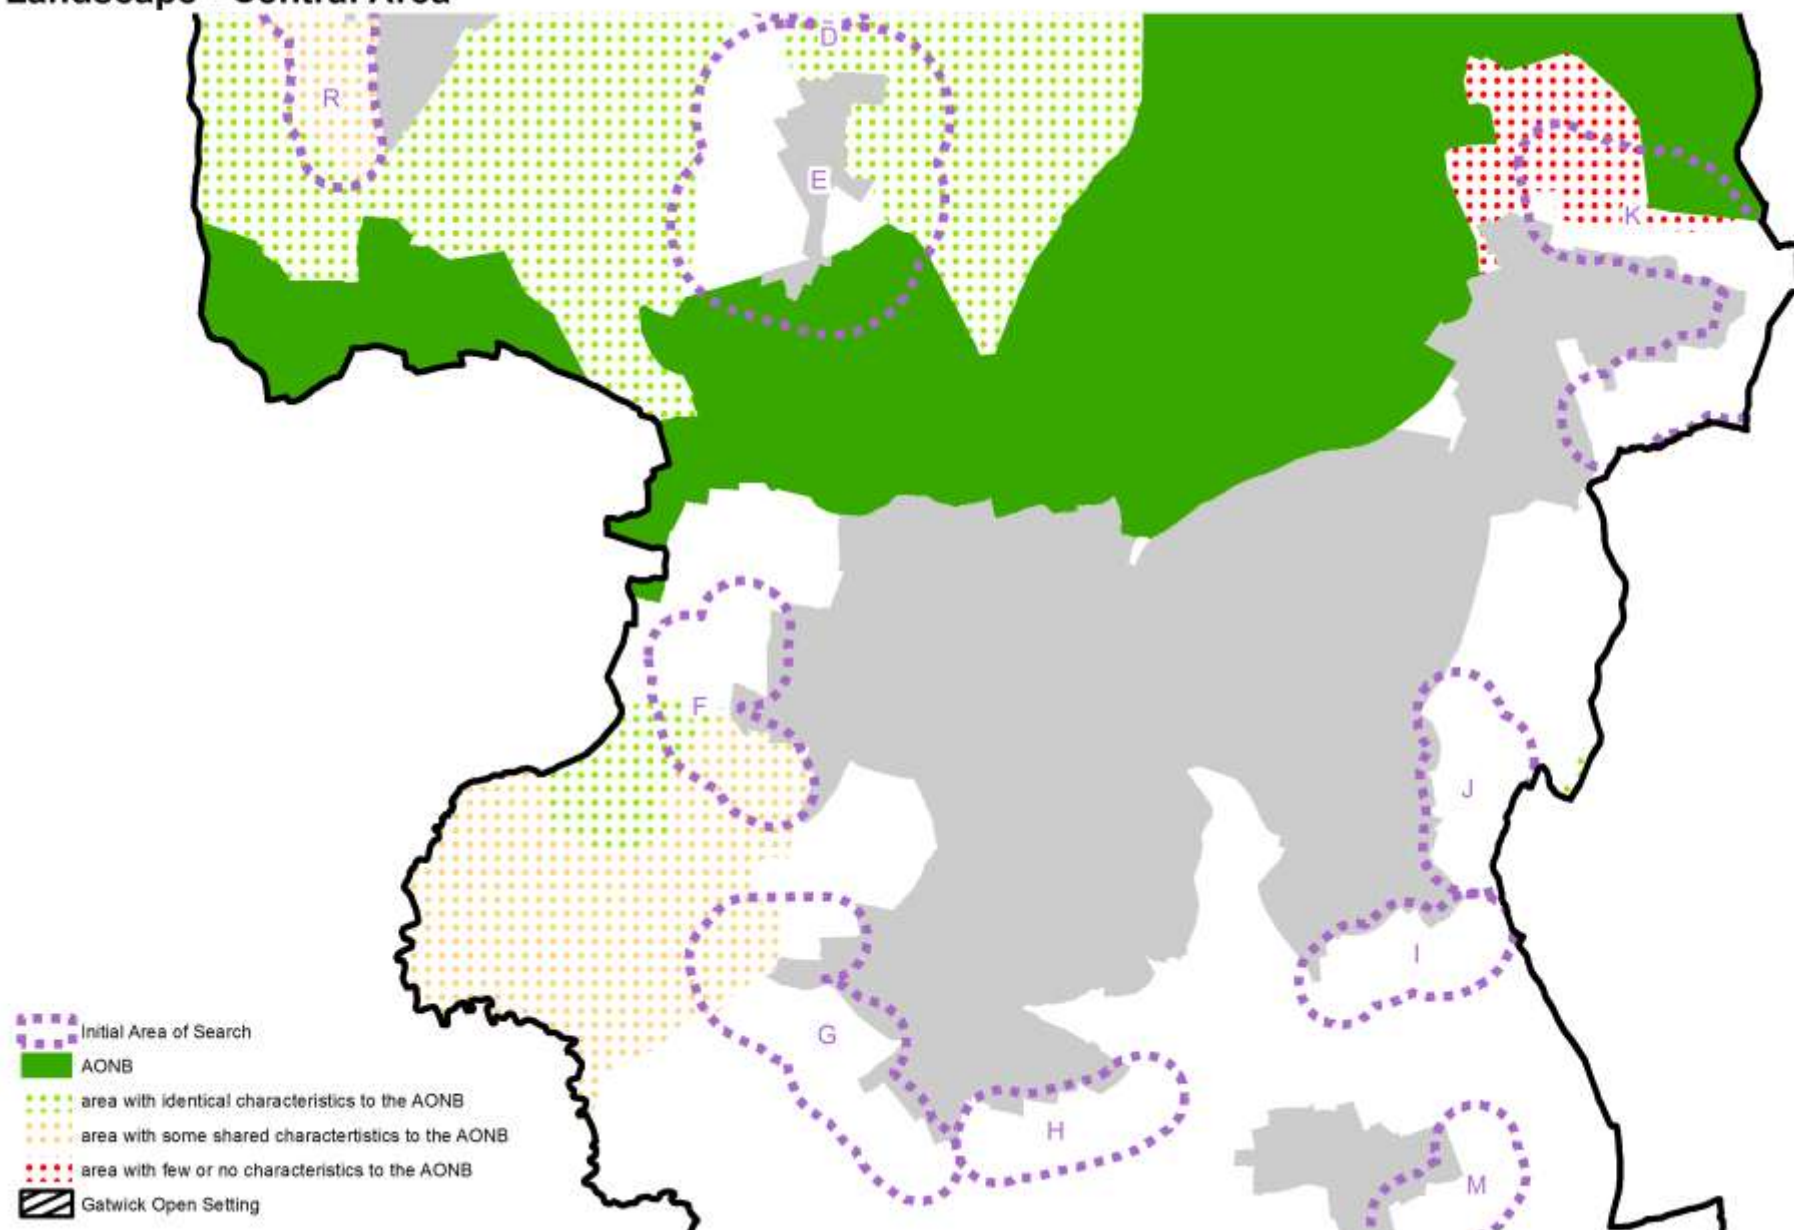 Landscape - Central Area
D
R
E
K
F
J
I
G
H
M
Initial Area of Search
AONB
area with identical characteristics to the AONB
area with some shared charactertistics to the AONB
area with few or no characteristics to the AONB
Gatwick Open Setting